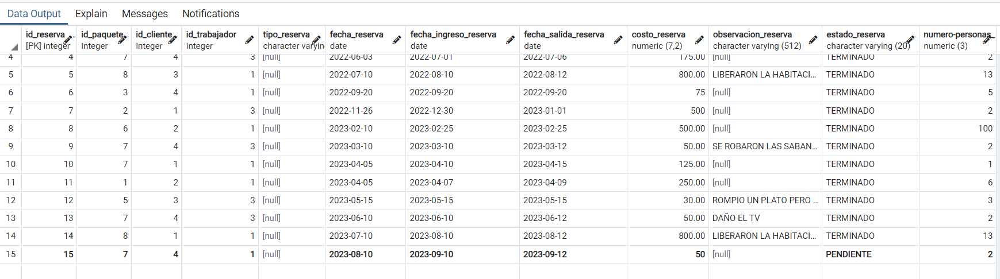 Data Output Explain Messages Notifications
id_reserva id_paquete id_cliente id_trabajador tipo_reserva fecha_reserva fecha_ingreso_reserva fecha_salida_reserva costo_reserva observacion_reserva estado_reserva numero-personas_
[PK] integer integer integer integer character varyin date date date numeric (7,2) character varying (512) character varying (20) numeric (3)
4 4 7 4 3 [null] 2022-06-03 2022-07-01 2022-07-06 175.00 [null] TERMINADO 2
5 5 8 3 1 [null] 2022-07-10 2022-08-10 2022-08-12 800.00 LIBERARON LA HABITACI... TERMINADO 13
6 6 3 4 1 [null] 2022-09-20 2022-09-20 2022-09-20 75 [null] TERMINADO 5
7 7 2 1 3 [null] 2022-11-26 2022-12-30 2023-01-01 500 [null] TERMINADO 2
8 8 6 2 1 [null] 2023-02-10 2023-02-25 2023-02-25 500.00 [null] TERMINADO 100
9 9 7 4 3 [null] 2023-03-10 2023-03-10 2023-03-12 50.00 SE ROBARON LAS SABAN... TERMINADO 2
10 10 7 1 1 [null] 2023-04-05 2023-04-10 2023-04-15 125.00 [null] TERMINADO 1
11 11 1 2 1 [null] 2023-04-05 2023-04-07 2023-04-09 250.00 [null] TERMINADO 6
12 12 5 3 3 [null] 2023-05-15 2023-05-15 2023-05-15 30.00 ROMPIO UN PLATO PERO ... TERMINADO 3
13 13 7 4 3 [null] 2023-06-10 2023-06-10 2023-06-12 50.00 DAÑO EL TV TERMINADO 2
14 14 8 1 1 [null] 2023-07-10 2023-08-10 2023-08-12 800.00 LIBERARON LA HABITACI... TERMINADO 13
15 15 7 4 1 [null] 2023-08-10 2023-09-10 2023-09-12 50 [null] PENDIENTE 2